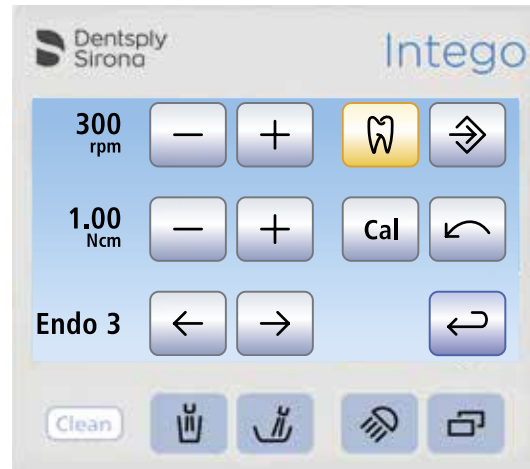 Dentsply
Sirona
Intego
300
rpm
1.00
Ncm
Cal
Endo 3
Clean